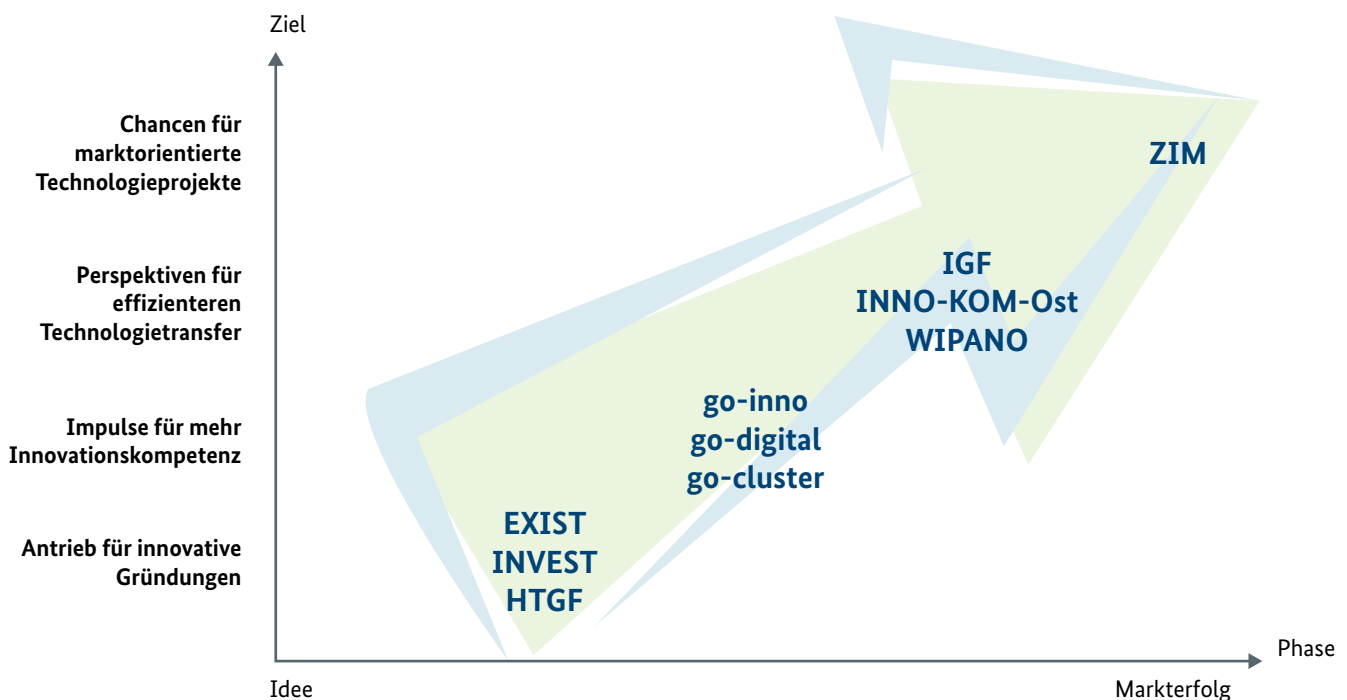 Ziel
Chancen für
marktorientierte
Technologieprojekte
ZIM
Perspektiven für
effizienteren
Technologietransfer
IGF
INNO-KOM-Ost
WIPANO
Impulse für mehr
Innovationskompetenz
go-inno
go-digital
go-cluster
Antrieb für innovative
Gründungen
EXIST
INVEST
HTGF
Phase
Idee
Markterfolg